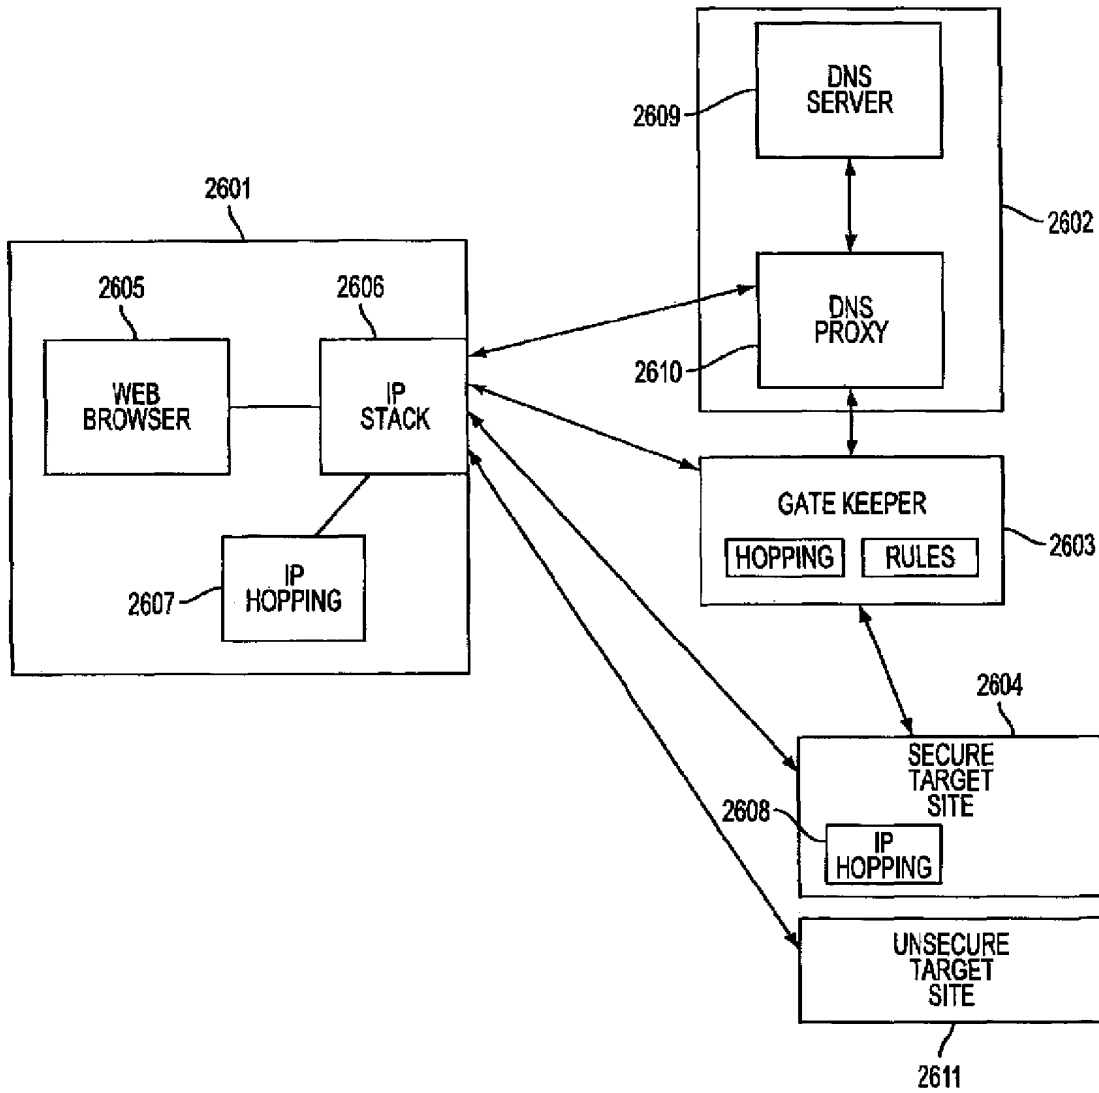 DNS
SERVER
2609
2601
2602
2605
2606
DNS
PROXY
2610
WEB
BROWSER
IP
STACK
GATE KEEPER
2603
HOPPING
RULES
IP
HOPPING
2607
2604
SECURE
TARGET
SITE
2608
IP
HOPPING
UNSECURE
TARGET
SITE
2611